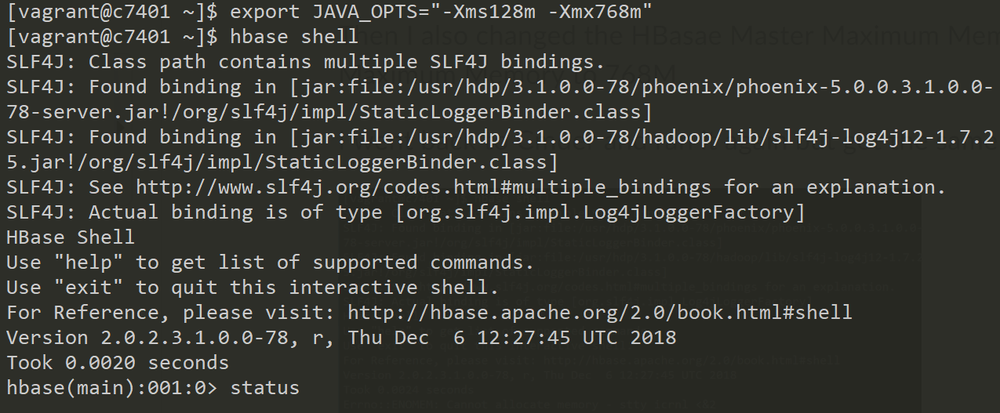 [vagrant@c7401 ~]$ export JAVA_OPTS="-Xms128m -Xmx768m"
[vagrant@c7401 ~]$ hbase shell
SLF4J: Class path contains multiple SLF4J bindings.
SLF4J: Found binding in [jar:file:/usr/hdp/3.1.0.0-78/phoenix/phoenix-5.0.0.3.1.0.0-
78-server.jar!/org/slf4j/impl/StaticLoggerBinder.class]
SLF4J: Found binding in [jar:file:/usr/hdp/3.1.0.0-78/hadoop/lib/slf4j-log4j12-1.7.2
5.jar!/org/slf4j/impl/StaticLoggerBinder.class]
SLF4J: See http://www.slf4j.org/codes.html#multiple_bindings for an explanation.
SLF4J: Actual binding is of type [org.slf4j.impl.Log4jLoggerFactory]
HBase Shell
Use "help" to get list of supported commands.
Use "exit" to quit this interactive shell.
For Reference, please visit: http://hbase.apache.org/2.0/book.html#shell
Version 2.0.2.3.1.0.0-78, r, Thu Dec  6 12:27:45 UTC 2018
Took 0.0020 seconds
hbase(main):001:0> status